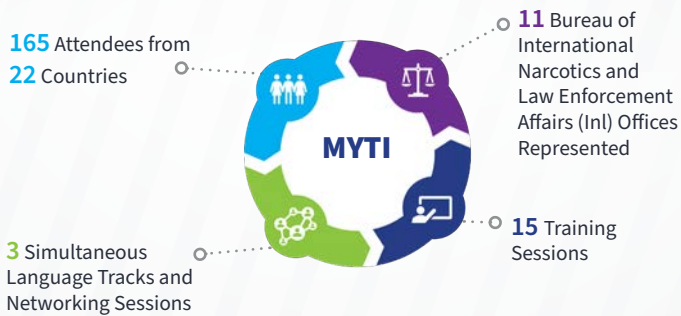 165 Attendees from
22 Countries
11 Bureau of
International
Narcotics and
Law Enforcement
Affairs (Inl) Offices
Represented
MYTI
3 Simultaneous
Language Tracks and
Networking Sessions
15 Training
Sessions